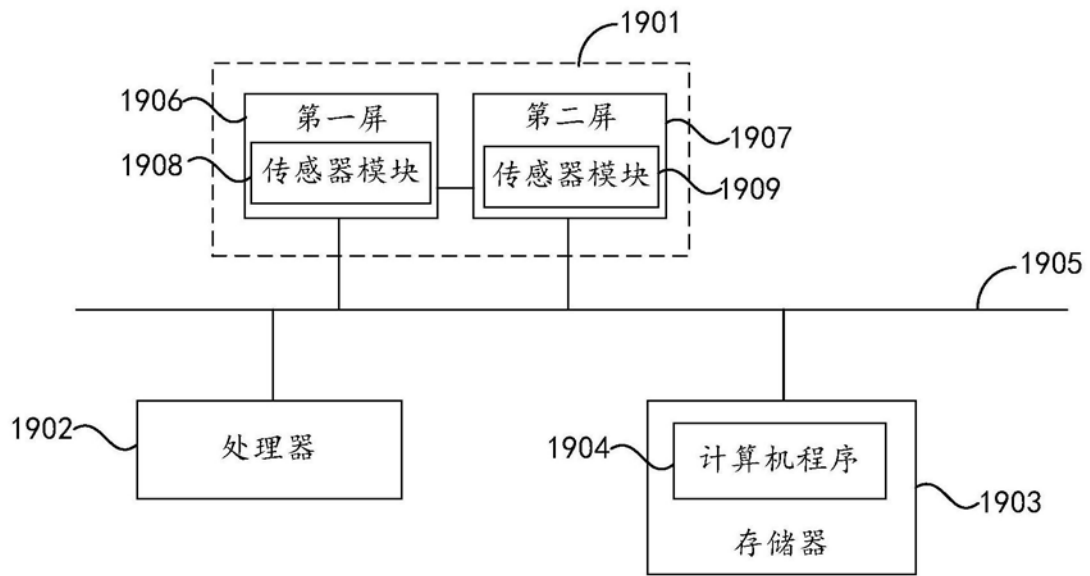 1901
1906
第一屏
第二屏
1907
1908
传感器模块
传感器模块
1909
1905
1902
处理器
1904
计算机程序
1903
存储器